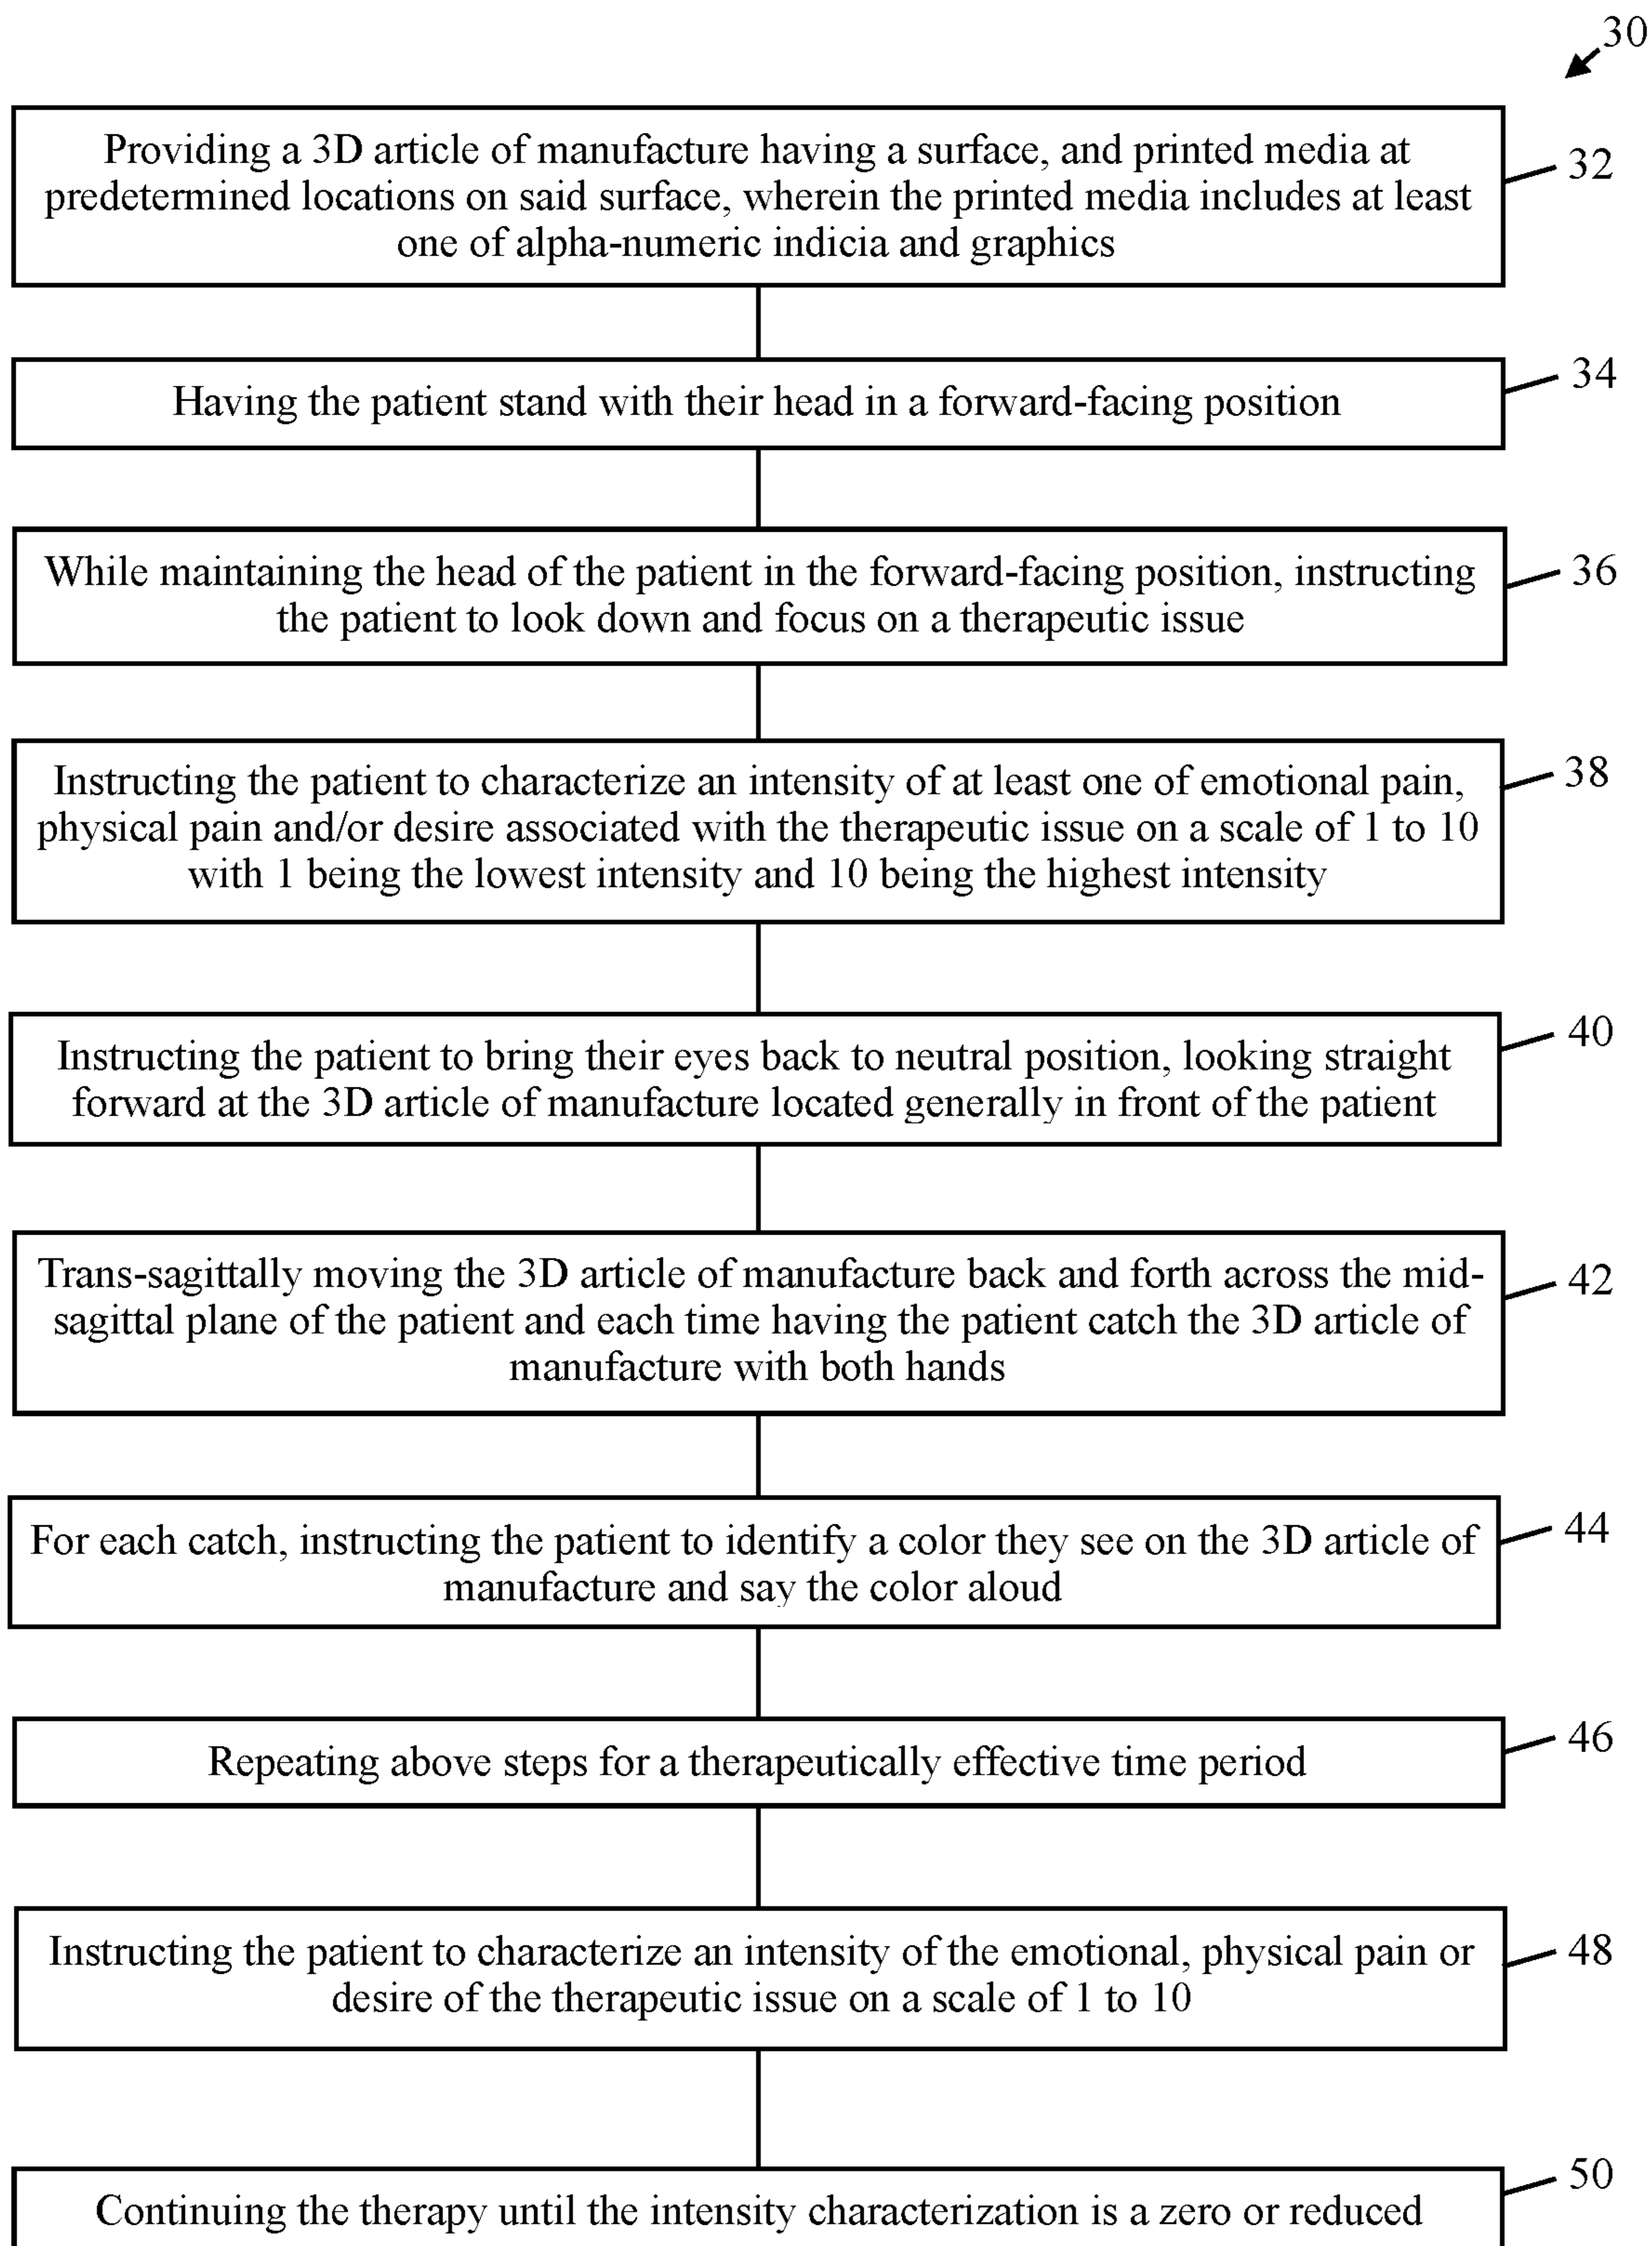 30
Providing a 3D article of manufacture having a surface, and printed media at
predetermined locations on said surface, wherein the printed media includes at least
one of alpha-numeric indicia and graphics
32
Having the patient stand with their head in a forward-facing position
34
While maintaining the head of the patient in the forward-facing position, instructing
the patient to look down and focus on a therapeutic issue
36
Instructing the patient to characterize an intensity of at least one of emotional pain,
physical pain and/or desire associated with the therapeutic issue on a scale of 1 to 10
with 1 being the lowest intensity and 10 being the highest intensity
38
Instructing the patient to bring their eyes back to neutral position, looking straight
forward at the 3D article of manufacture located generally in front of the patient
40
Trans-sagittally moving the 3D article of manufacture back and forth across the mid-
sagittal plane of the patient and each time having the patient catch the 3D article of
manufacture with both hands
42
For each catch, instructing the patient to identify a color they see on the 3D article of
manufacture and say the color aloud
44
Repeating above steps for a therapeutically effective time period
46
Instructing the patient to characterize an intensity of the emotional, physical pain or
desire of the therapeutic issue on a scale of 1 to 10
48
Continuing the therapy until the intensity characterization is a zero or reduced
50